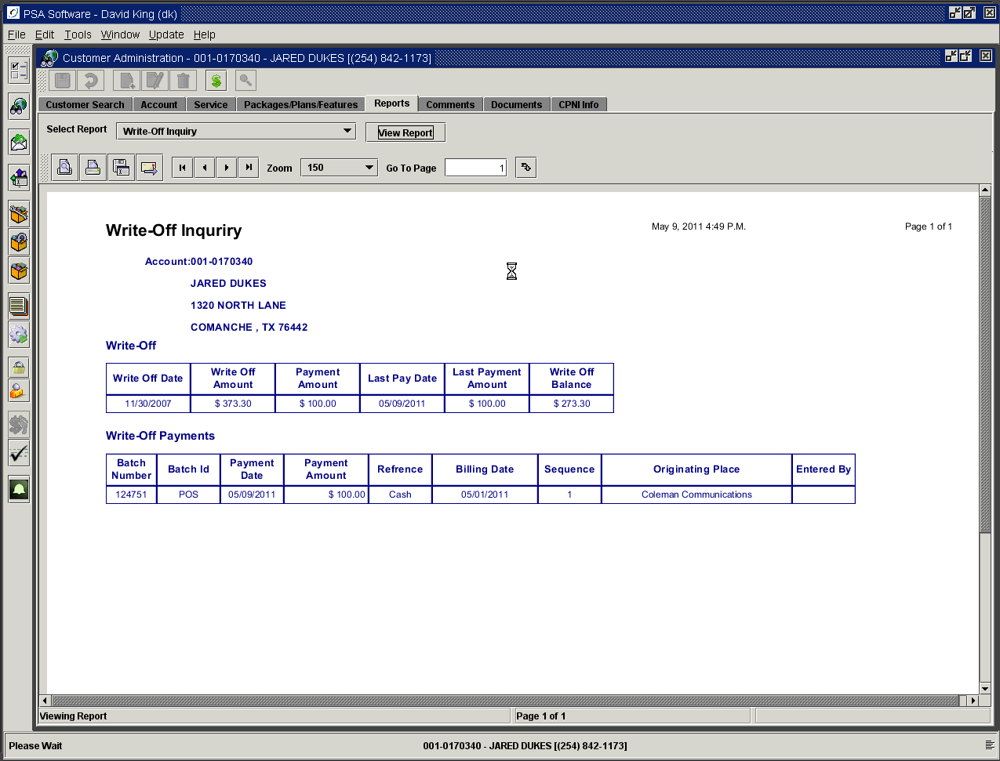 PSA Software - David King (dk)
File Edit Tools Window Update Help
Customer Administration - 001-0170340 - JARED DUKES [(254) 842-1173]
$
Customer Search Account Service Packages/Plans/Features Reports Comments Documents CPNI Info
Select Report Write-Off Inquiry View Report
Zoom 150 Go To Page 1
Write-Off Inquriry May 9, 2011 4:49 P.M. Page 1 of 1
Account:001-0170340
JARED DUKES
1320 NORTH LANE
COMANCHE , TX 76442
Write-Off
Write Off Date Write Off Amount Payment Amount Last Pay Date Last Payment Amount Write Off Balance
11/30/2007 $ 373.30 $ 100.00 05/09/2011 $ 100.00 $ 273.30
Write-Off Payments
Batch Number Batch Id Payment Date Payment Amount Refrence Billing Date Sequence Originating Place Entered By
124751 POS 05/09/2011 $ 100.00 Cash 05/01/2011 1 Coleman Communications
Viewing Report Page 1 of 1
Please Wait 001-0170340 - JARED DUKES [(254) 842-1173]